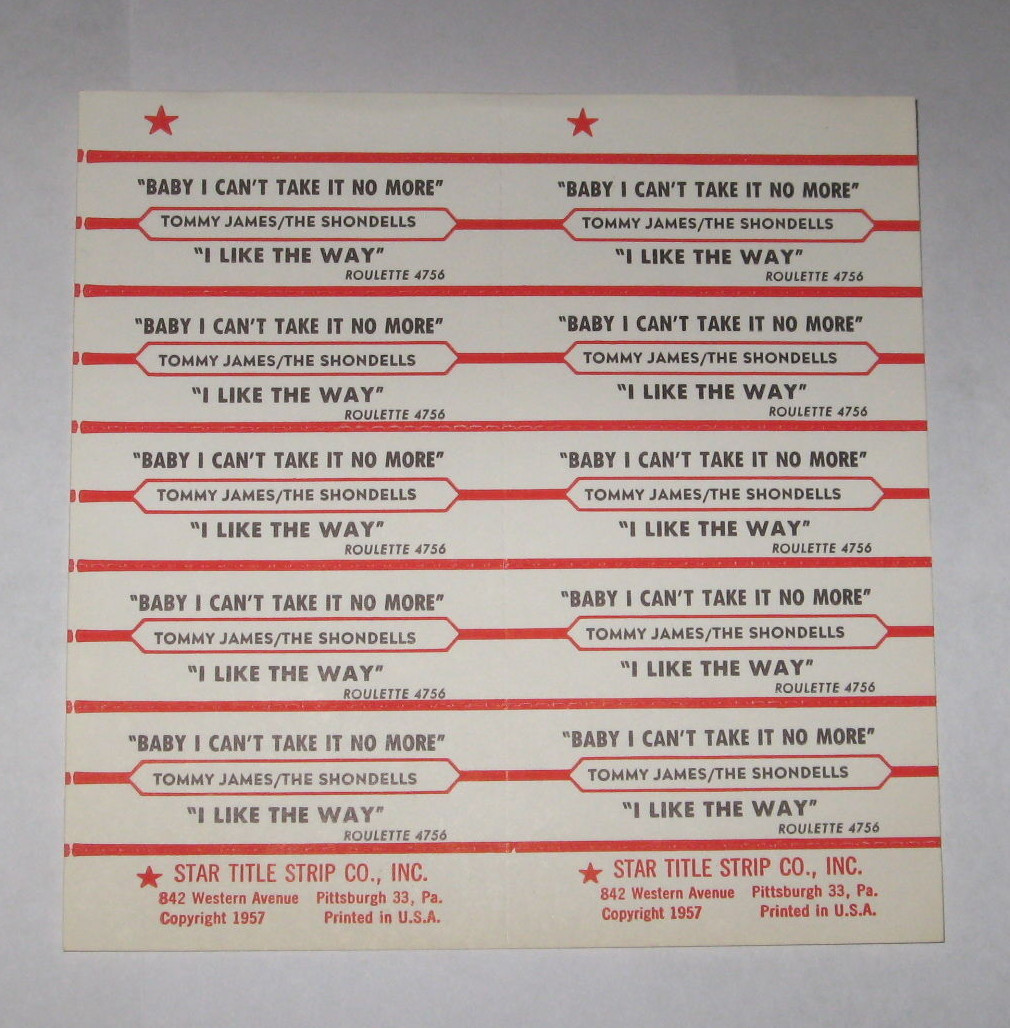 "BABY I CAN'T TAKE IT NO MORE"
TOMMY JAMES/THE SHONDELLS
"I LIKE THE WAY"
ROULETTE 4756
"BABY I CAN'T TAKE IT NO MORE"
TOMMY JAMES/THE SHONDELLS
"I LIKE THE WAY"
ROULETTE 4756
"BABY I CAN'T TAKE IT NO MORE"
TOMMY JAMES/THE SHONDELLS
"I LIKE THE WAY"
ROULETTE 4756
"BABY I CAN'T TAKE IT NO MORE"
TOMMY JAMES/THE SHONDELLS
"I LIKE THE WAY"
ROULETTE 4756
"BABY I CAN'T TAKE IT NO MORE"
TOMMY JAMES/THE SHONDELLS
"I LIKE THE WAY"
ROULETTE 4756
STAR TITLE STRIP CO., INC.
842 Western Avenue Pittsburgh 33, Pa.
Copyright 1957 Printed in U.S.A.
"BABY I CAN'T TAKE IT NO MORE"
TOMMY JAMES/THE SHONDELLS
"I LIKE THE WAY"
ROULETTE 4756
"BABY I CAN'T TAKE IT NO MORE"
TOMMY JAMES/THE SHONDELLS
"I LIKE THE WAY"
ROULETTE 4756
"BABY I CAN'T TAKE IT NO MORE"
TOMMY JAMES/THE SHONDELLS
"I LIKE THE WAY"
ROULETTE 4756
"BABY I CAN'T TAKE IT NO MORE"
TOMMY JAMES/THE SHONDELLS
"I LIKE THE WAY"
ROULETTE 4756
"BABY I CAN'T TAKE IT NO MORE"
TOMMY JAMES/THE SHONDELLS
"I LIKE THE WAY"
ROULETTE 4756
STAR TITLE STRIP CO., INC.
842 Western Avenue Pittsburgh 33, Pa.
Copyright 1957 Printed in U.S.A.